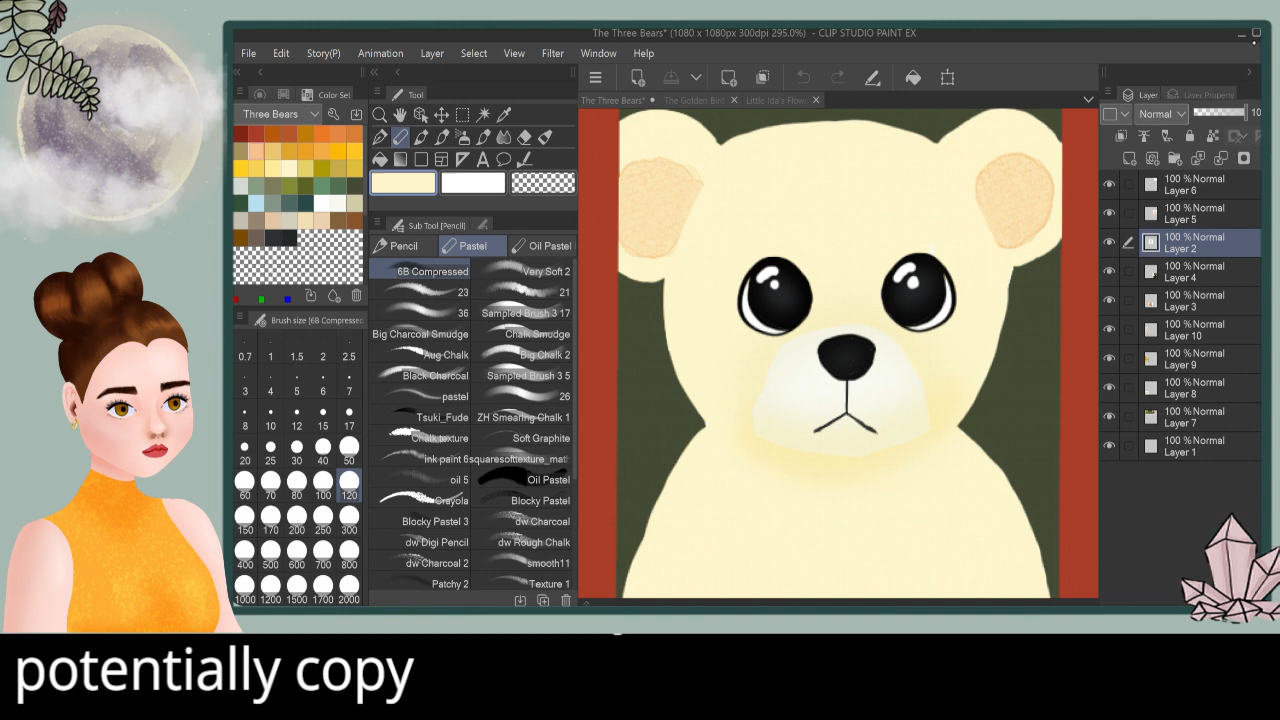 The Three Bears* (1080 x 1080px 300dpi 295.0%) - CLIP STUDIO PAINT EX
File Edit Story(P) Animation Layer Select View Filter Window Help
Color Set
Tool
The Three Bears* The Golden Bird Little Ida's Flow
Layer Layer Property
Three Bears
Normal 10
Sub Tool [Pencil]
Pencil Pastel Oil Pastel
6B Compressed Very Soft 2
23 21
36 Sampled Brush 3 17
Big Charcoal Smudge Chalk Smudge
Aug Chalk Big Chalk 2
Black Charcoal Sampled Brush 3 5
pastel 26
Tsuki_Fude ZH Smearing Chalk 1
Chalk texture Soft Graphite
ink paint 6 squaresofttexture_mat
oil 5 Oil Pastel
Crayola Blocky Pastel
Blocky Pastel 3 dw Charcoal
dw Digi Pencil dw Rough Chalk
dw Charcoal 2 smooth11
Patchy 2 Texture 1
Brush size [6B Compresse
0.7 1 1.5 2 2.5
3 4 5 6 7
8 10 12 15 17
20 25 30 40 50
60 70 80 100 120
150 170 200 250 300
400 500 600 700 800
1000 1200 1500 1700 2000
100 % Normal
Layer 6
100 % Normal
Layer 5
100 % Normal
Layer 2
100 % Normal
Layer 4
100 % Normal
Layer 3
100 % Normal
Layer 10
100 % Normal
Layer 9
100 % Normal
Layer 8
100 % Normal
Layer 7
100 % Normal
Layer 1
potentially copy